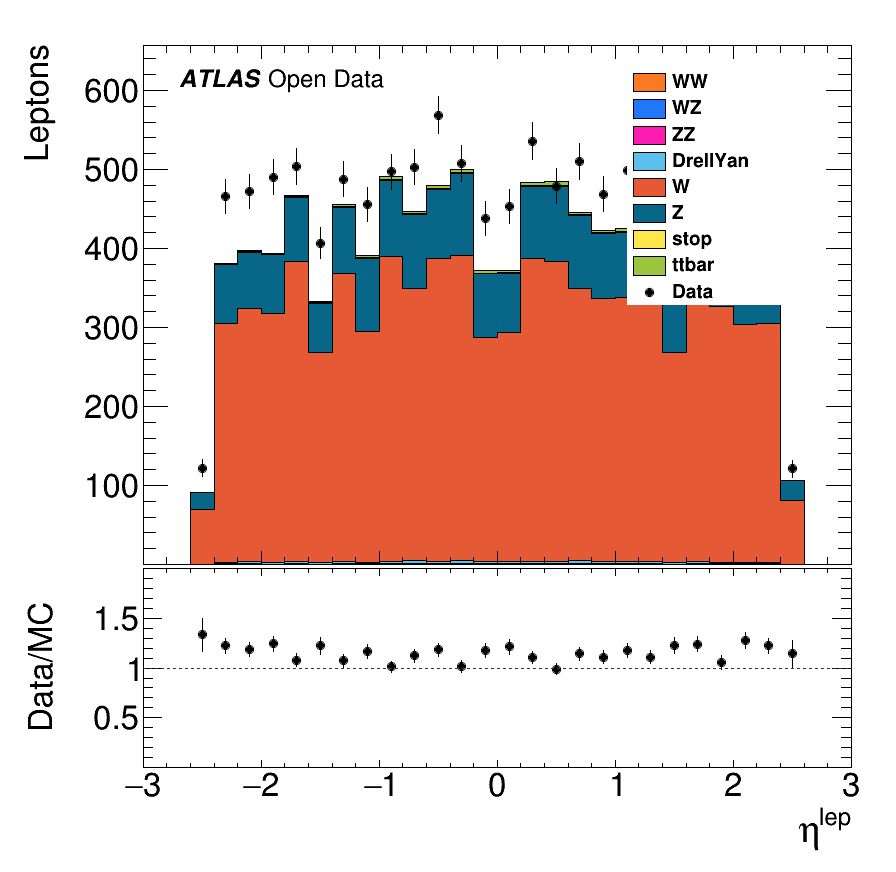 Leptons
ATLAS Open Data
WW
WZ
ZZ
DrellYan
W
Z
stop
ttbar
Data
600
500
400
300
200
100
Data/MC
1.5
1
0.5
−3 −2 −1 0 1 2 3
η^lep